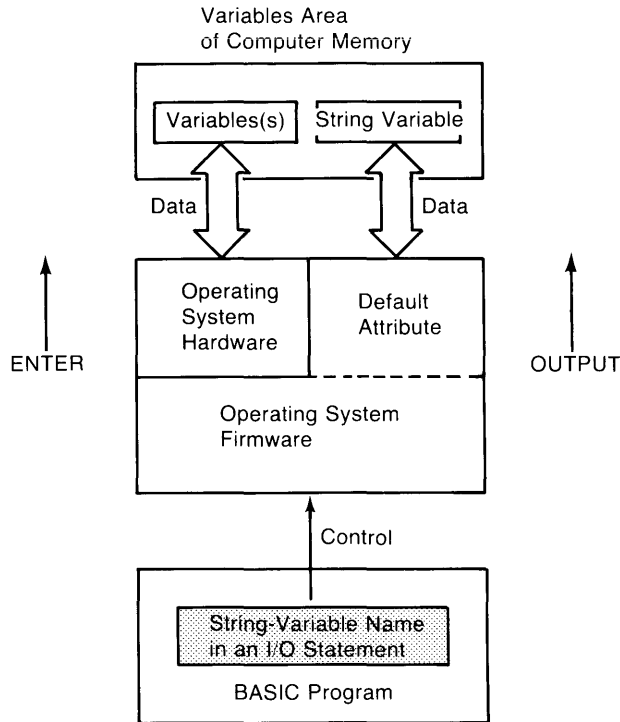 Variables Area
of Computer Memory
Variables(s)
String Variable
Data
Data
Operating
System
Hardware
Default
Attribute
ENTER
OUTPUT
Operating System
Firmware
Control
String-Variable Name
in an I/O Statement
BASIC Program